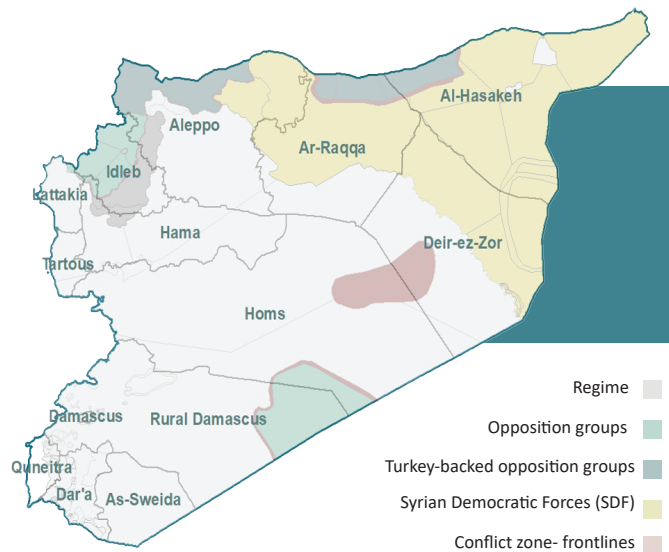 Al-Hasakeh
Aleppo
Ar-Raqqa
Idleb
Lattakia
Hama
Deir-ez-Zor
Tartous
Homs
Damascus
Rural Damascus
Quneitra
Dar'a
As-Sweida
Regime
Opposition groups
Turkey-backed opposition groups
Syrian Democratic Forces (SDF)
Conflict zone- frontlines